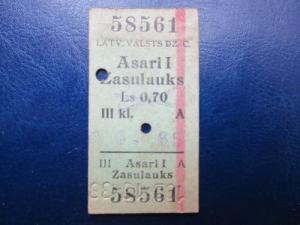 58561
LATV. VALSTS DZ. C.
Asari I
Zasulauks
Ls 0,70
III kl. A
III Asari I A
Zasulauks
58561